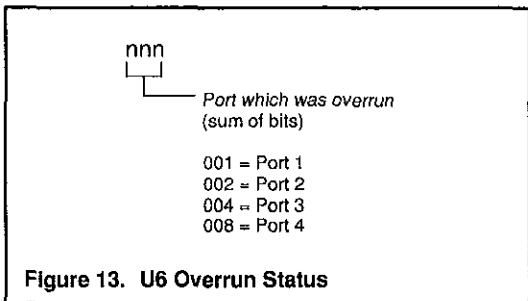 nnn
Port which was overrun
(sum of bits)
001 = Port 1
002 = Port 2
004 = Port 3
008 = Port 4
Figure 13. U6 Overrun Status